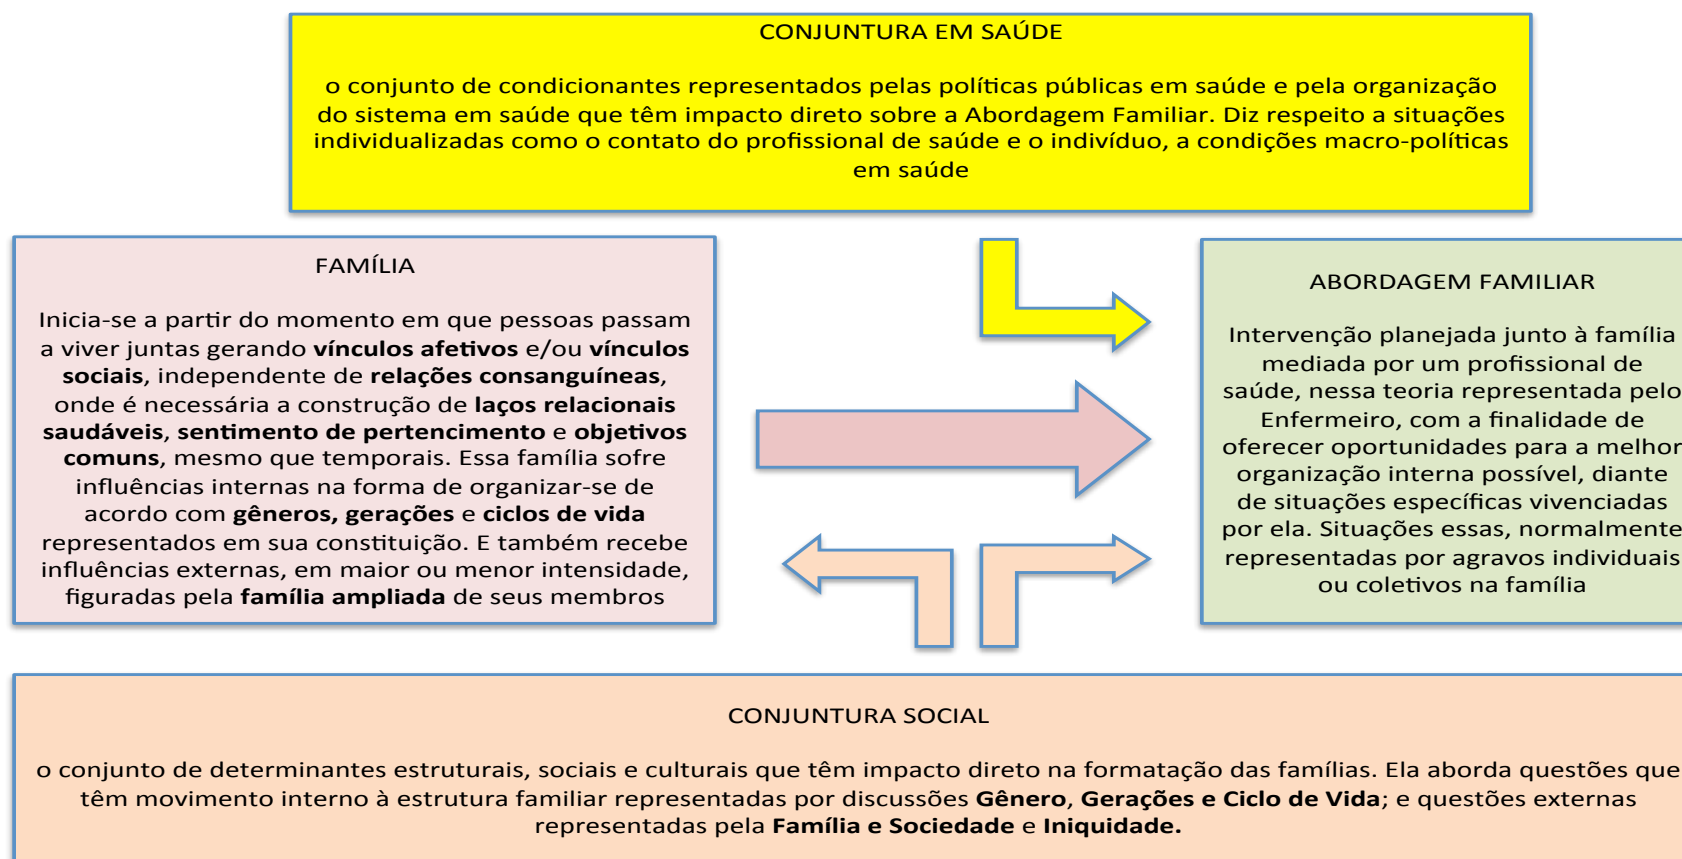 CONJUNTURA EM SAÚDE
o conjunto de condicionantes representados pelas políticas públicas em saúde e pela organização
do sistema em saúde que têm impacto direto sobre a Abordagem Familiar. Diz respeito a situações
individualizadas como o contato do profissional de saúde e o indivíduo, a condições macro-políticas
em saúde
FAMÍLIA
Inicia-se a partir do momento em que pessoas passam
a viver juntas gerando vínculos afetivos e/ou vínculos
sociais, independente de relações consanguíneas,
onde é necessária a construção de laços relacionais
saudáveis, sentimento de pertencimento e objetivos
comuns, mesmo que temporais. Essa família sofre
influências internas na forma de organizar-se de
acordo com gêneros, gerações e ciclos de vida
representados em sua constituição. E também recebe
influências externas, em maior ou menor intensidade,
figuradas pela família ampliada de seus membros
ABORDAGEM FAMILIAR
Intervenção planejada junto à família
mediada por um profissional de
saúde, nessa teoria representada pelo
Enfermeiro, com a finalidade de
oferecer oportunidades para a melhor
organização interna possível, diante
de situações específicas vivenciadas
por ela. Situações essas, normalmente
representadas por agravos individuais
ou coletivos na família
CONJUNTURA SOCIAL
o conjunto de determinantes estruturais, sociais e culturais que têm impacto direto na formatação das famílias. Ela aborda questões que
têm movimento interno à estrutura familiar representadas por discussões Gênero, Gerações e Ciclo de Vida; e questões externas
representadas pela Família e Sociedade e Iniquidade.